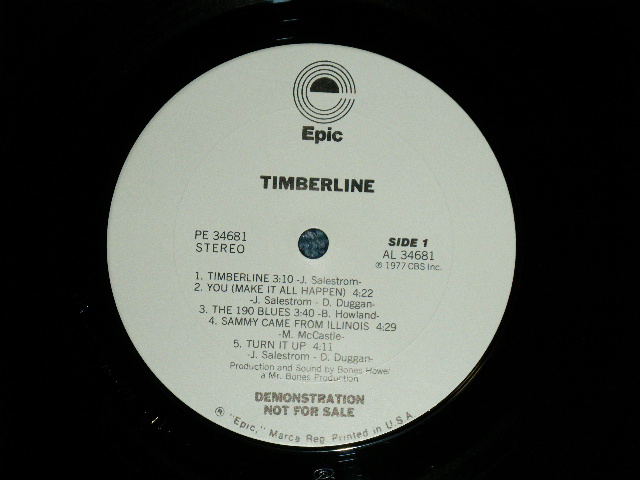 Epic
TIMBERLINE
PE 34681
STEREO
SIDE 1
AL 34681
℗ 1977 CBS Inc.
1. TIMBERLINE 3:10 -J. Salestrom-
2. YOU (MAKE IT ALL HAPPEN) 4:22
-J. Salestrom - D. Duggan-
3. THE 190 BLUES 3:40 -B. Howland-
4. SAMMY CAME FROM ILLINOIS 4:29
-M. McCastle-
5. TURN IT UP 4:11
-J. Salestrom - D. Duggan-
Production and Sound by Bones Howe/
a Mr. Bones Production
DEMONSTRATION
NOT FOR SALE
® "Epic," Marca Reg. Printed in U.S.A.